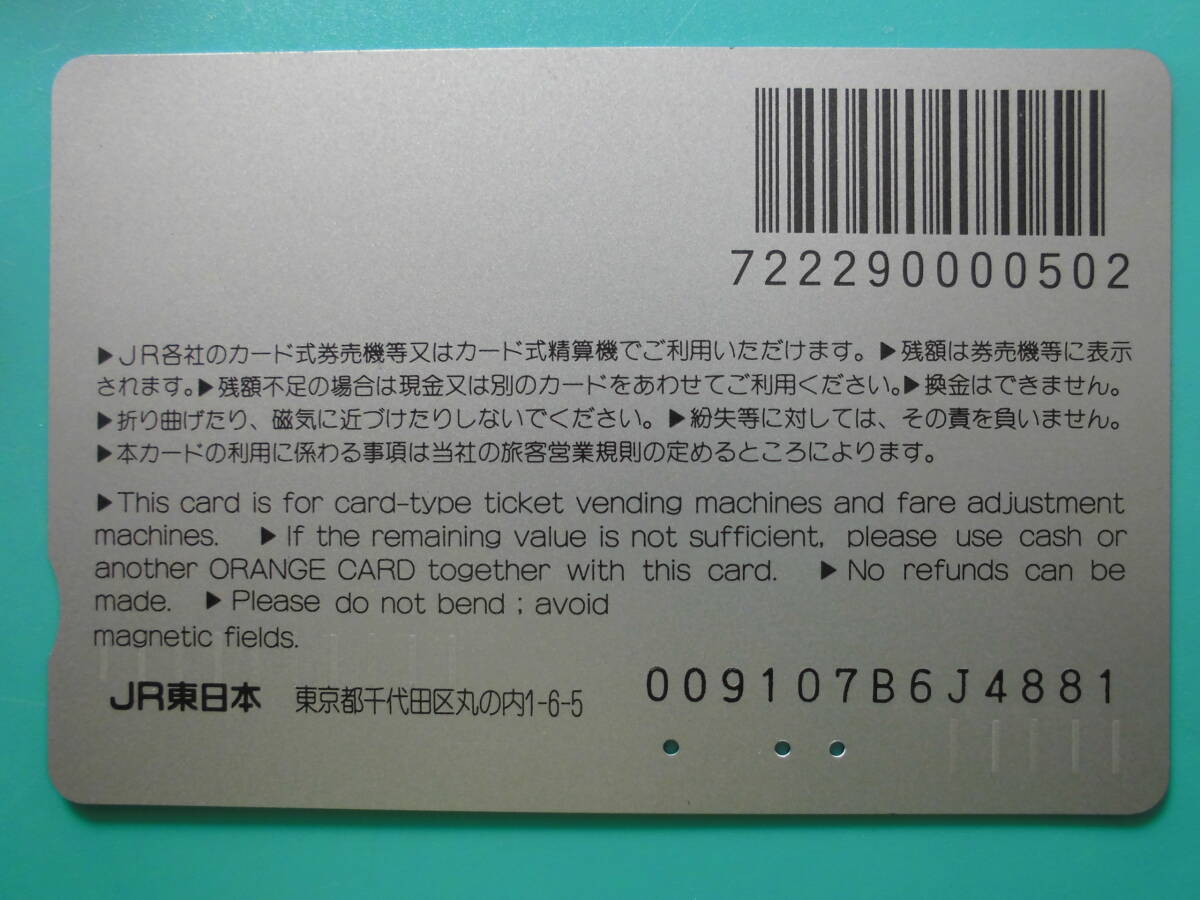 722290000502
▶JR各社のカード式券売機等又はカード式精算機でご利用いただけます。▶残額は券売機等に表示
されます。▶残額不足の場合は現金又は別のカードをあわせてご利用ください。▶換金はできません。
▶折り曲げたり、磁気に近づけたりしないでください。▶紛失等に対しては、その責を負いません。
▶本カードの利用に係わる事項は当社の旅客営業規則の定めるところによります。
▶This card is for card-type ticket vending machines and fare adjustment
machines. ▶If the remaining value is not sufficient, please use cash or
another ORANGE CARD together with this card. ▶No refunds can be
made. ▶Please do not bend ; avoid
magnetic fields.
009107B6J4881
JR東日本 東京都千代田区丸の内1-6-5